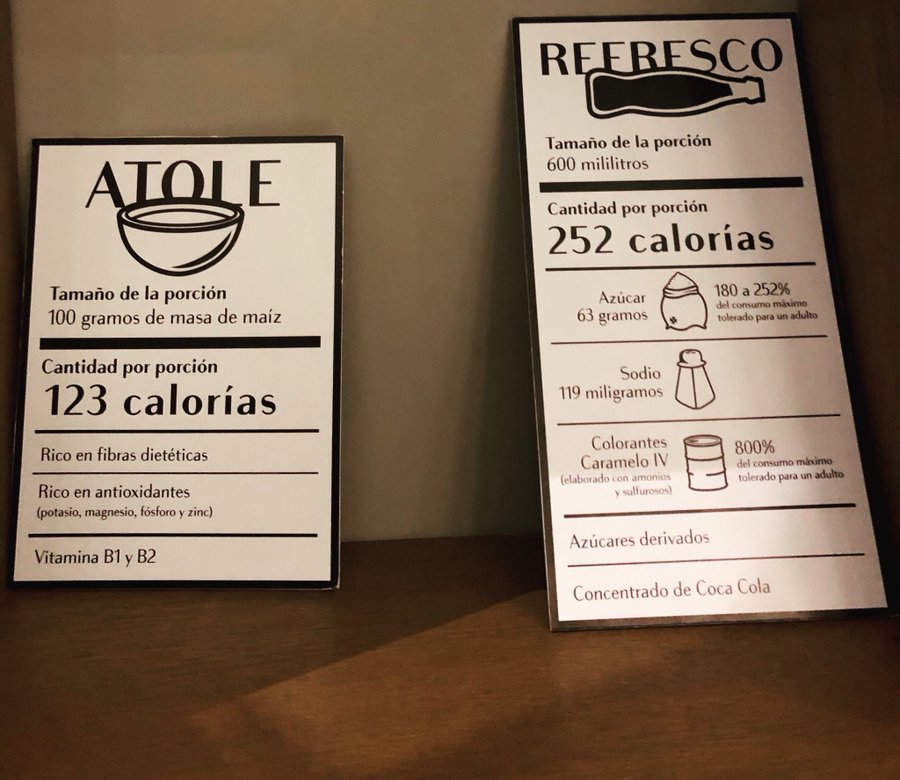 ATOLE
Tamaño de la porción
100 gramos de masa de maíz
Cantidad por porción
123 calorías
Rico en fibras dietéticas
Rico en antioxidantes
(potasio, magnesio, fósforo y zinc)
Vitamina B1 y B2
REFRESCO
Tamaño de la porción
600 mililitros
Cantidad por porción
252 calorías
Azúcar
63 gramos
180 a 252%
del consumo máximo
tolerado para un adulto
Sodio
119 miligramos
Colorantes
Caramelo IV
(elaborado con amonios
y sulfurosos)
800%
del consumo máximo
tolerado para un adulto
Azúcares derivados
Concentrado de Coca Cola